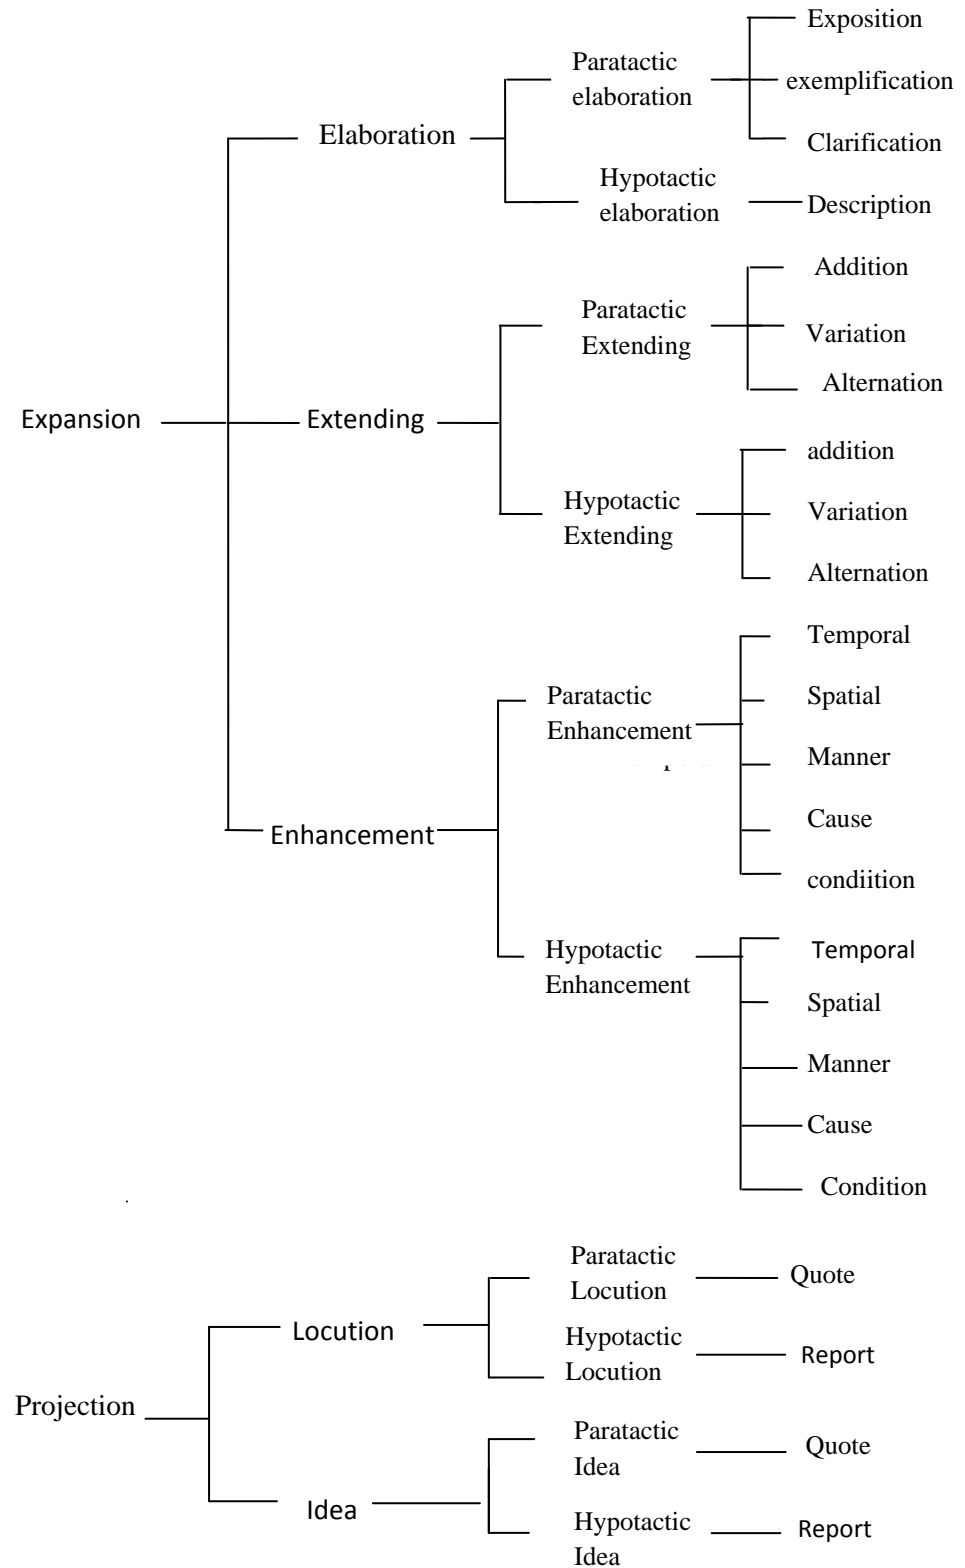 Exposition
Paratactic
elaboration
exemplification
Elaboration
Clarification
Hypotactic
elaboration
Description
Addition
Paratactic
Extending
Variation
Alternation
Expansion
Extending
addition
Hypotactic
Extending
Variation
Alternation
Temporal
Paratactic
Enhancement
Spatial
Manner
Cause
Enhancement
condiition
Hypotactic
Enhancement
Temporal
Spatial
Manner
Cause
Condition
Paratactic
Locution
Quote
Locution
Hypotactic
Locution
Report
Projection
Paratactic
Idea
Quote
Idea
Hypotactic
Idea
Report